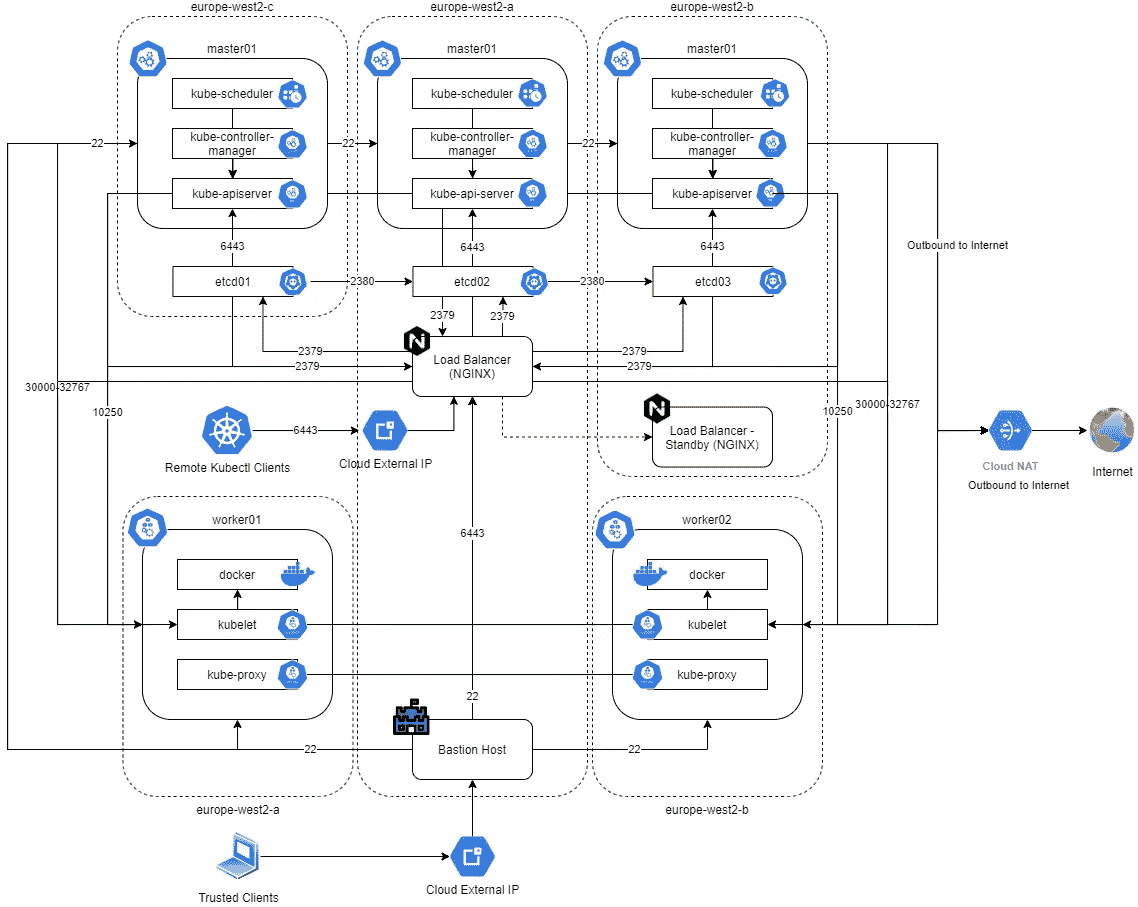 europe-west2-c
europe-west2-a
europe-west2-b
master01
master01
master01
kube-scheduler
kube-scheduler
kube-scheduler
22
kube-controller-
manager
22
kube-controller-
manager
22
kube-controller-
manager
kube-apiserver
kube-api-server
kube-apiserver
6443
6443
6443
Outbound to Internet
etcd01
2380
etcd02
2380
etcd03
2379
2379
2379
2379
2379
2379
Load Balancer
(NGINX)
30000-32767
10250
10250
30000-32767
Remote Kubectl Clients
6443
Cloud External IP
Load Balancer -
Standby (NGINX)
Cloud NAT
Outbound to Internet
Internet
worker01
worker02
6443
docker
docker
kubelet
kubelet
kube-proxy
kube-proxy
22
22
Bastion Host
22
europe-west2-a
europe-west2-b
Trusted Clients
Cloud External IP